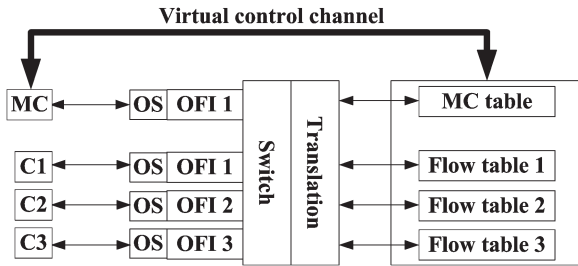 Virtual control channel
MC OS OFI 1 MC table
C1 OS OFI 1 Flow table 1
C2 OS OFI 2 Flow table 2
C3 OS OFI 3 Flow table 3
Switch
Translation